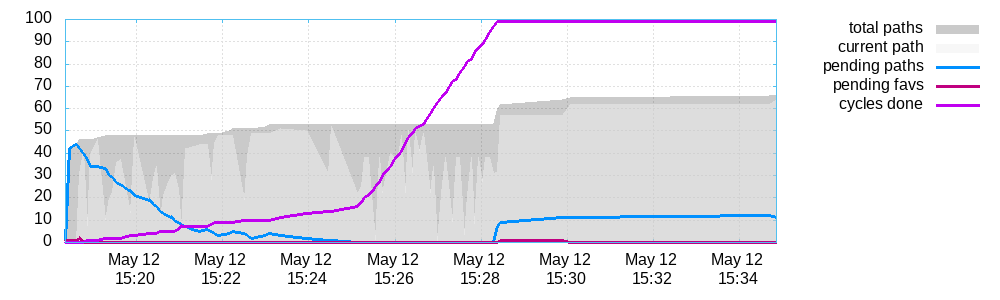 100
90
80
70
60
50
40
30
20
10
0
May 12 May 12 May 12 May 12 May 12 May 12 May 12 May 12
15:20 15:22 15:24 15:26 15:28 15:30 15:32 15:34
total paths
current path
pending paths
pending favs
cycles done